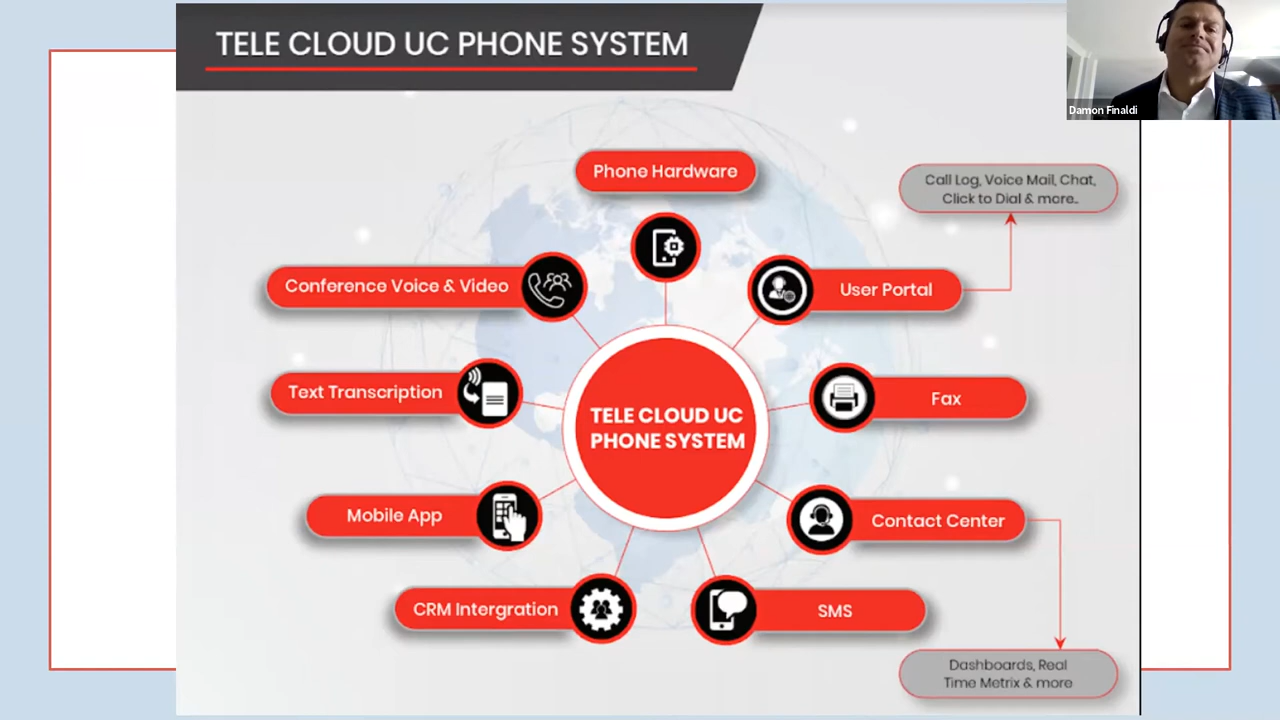 TELE CLOUD UC PHONE SYSTEM
Damon Finaldi
Phone Hardware
Call Log, Voice Mail, Chat,
Click to Dial & more..
Conference Voice & Video
User Portal
Text Transcription
Fax
TELE CLOUD UC
PHONE SYSTEM
Mobile App
Contact Center
CRM Intergration
SMS
Dashboards, Real
Time Metrix & more